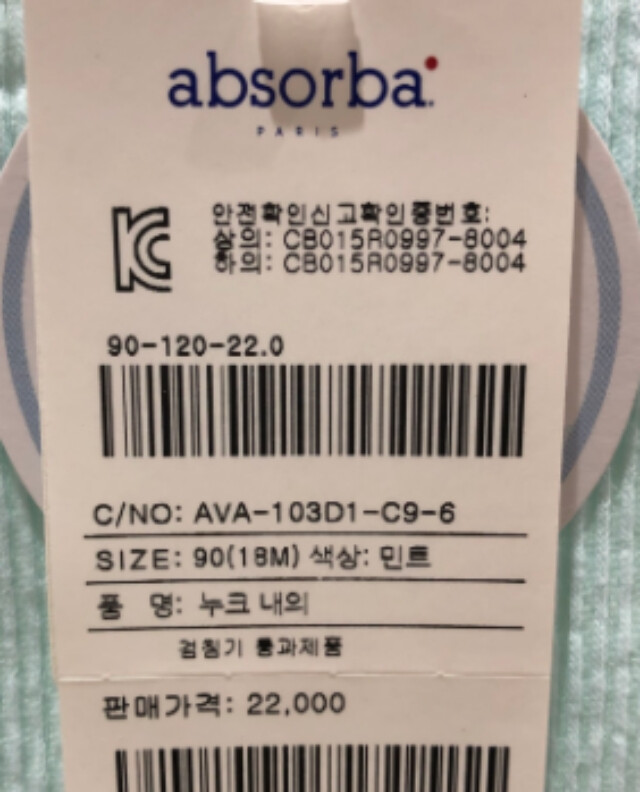 absorba.
PARIS
안전확인신고확인증번호:
상의: CB015R0997-8004
하의: CB015R0997-8004
90-120-22.0
C/NO: AVA-103D1-C9-6
SIZE: 90(18M) 색상: 민트
품 명: 누크 내의
검침기 통과제품
판매가격: 22,000